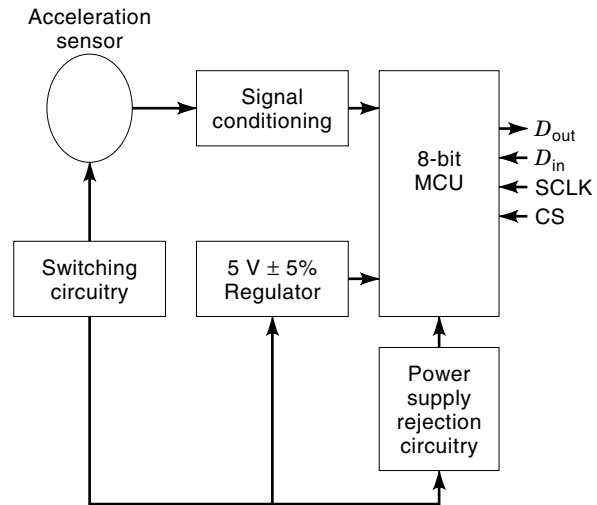 Acceleration
sensor
Signal
conditioning
8-bit
MCU
Dout
Din
SCLK
CS
Switching
circuitry
5 V ± 5%
Regulator
Power
supply
rejection
circuitry